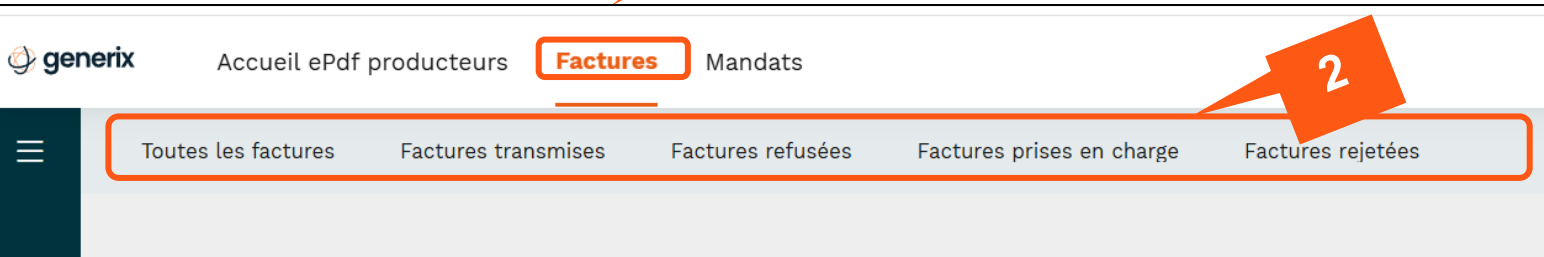 generix Accueil ePdf producteurs Factures Mandats
2
Toutes les factures Factures transmises Factures refusées Factures prises en charge Factures rejetées